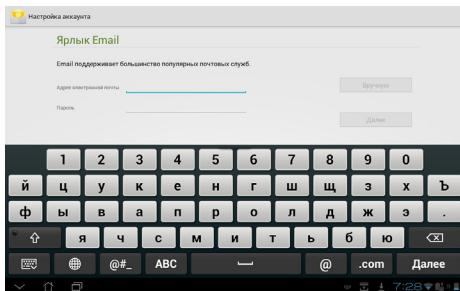 Настройка аккаунта
Ярлык Email
Email поддерживает большинство популярных почтовых служб.
Адрес электронной почты
Вручную
Пароль
Далее
1 2 3 4 5 6 7 8 9 0
й ц у к е н г ш щ з х Ъ
ф ы в а п р о л д ж э .
я ч с м и т ь б ю
@#_ ABC @ .com Далее
7:28